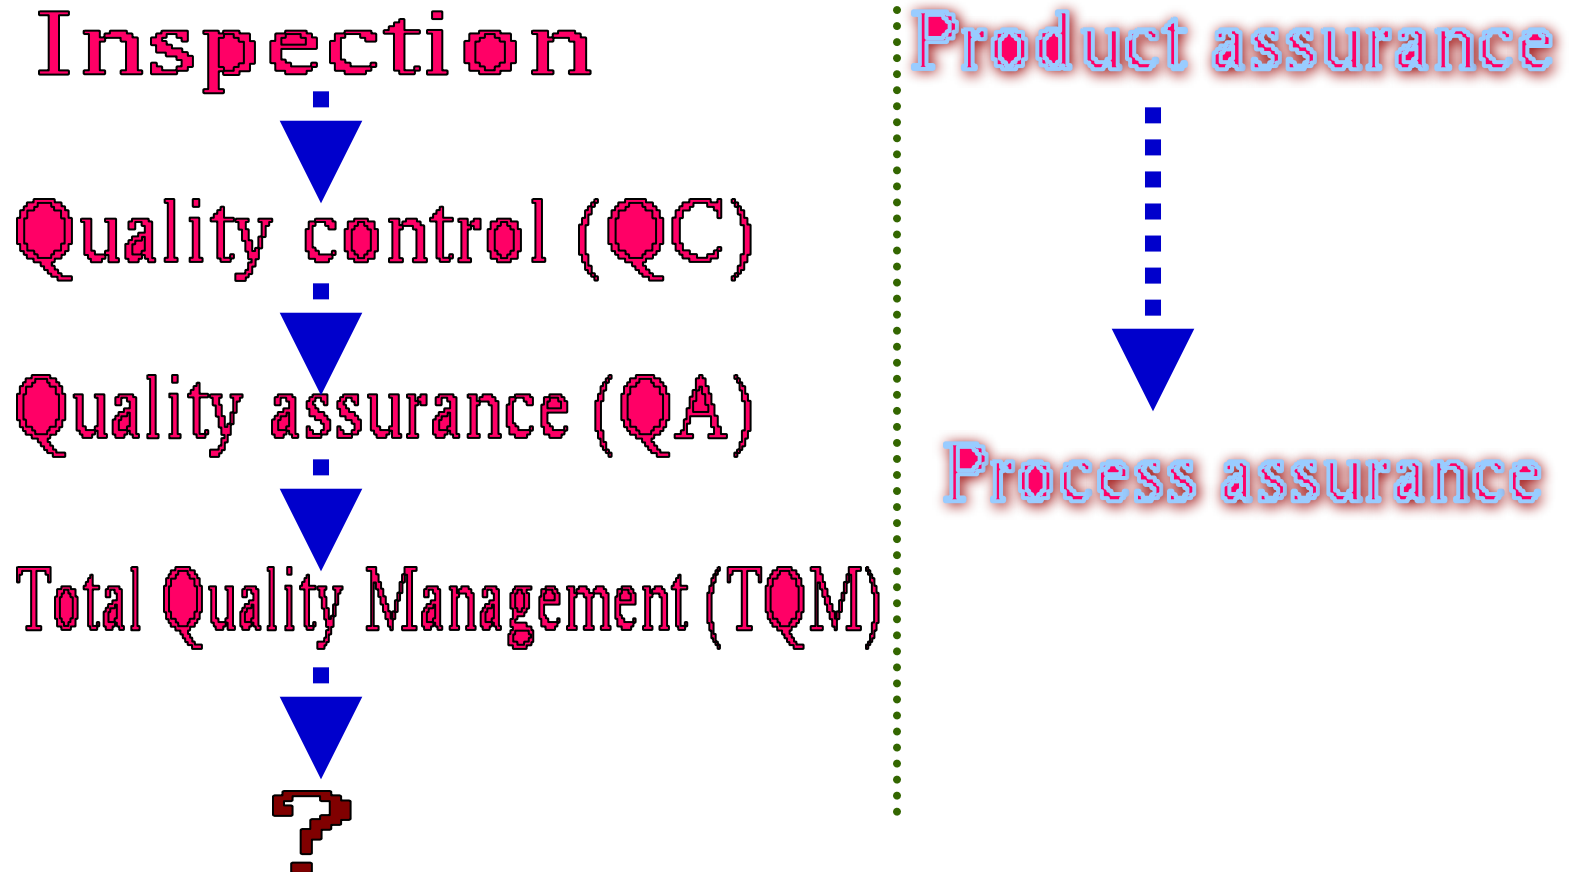 Inspection
Quality control (QC)
Quality assurance (QA)
Total Quality Management (TQM)
?
Product assurance
Process assurance